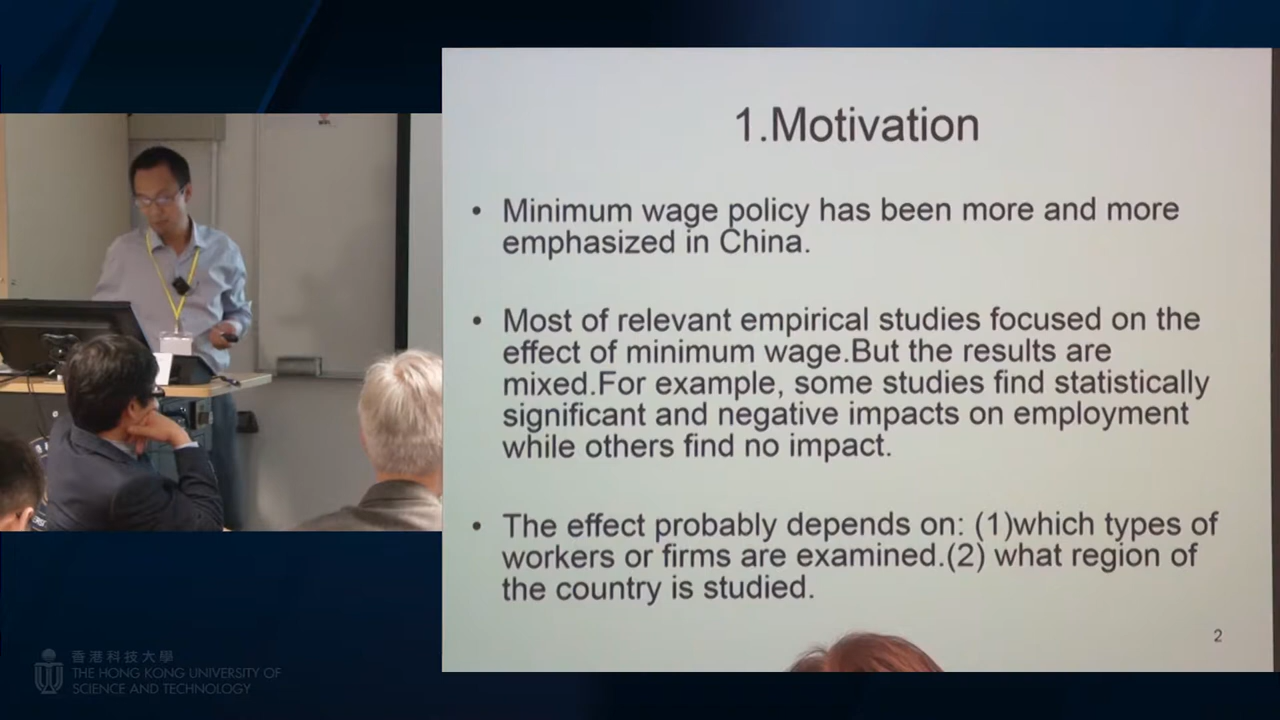 1.Motivation
• Minimum wage policy has been more and more
emphasized in China.
• Most of relevant empirical studies focused on the
effect of minimum wage.But the results are
mixed.For example, some studies find statistically
significant and negative impacts on employment
while others find no impact.
• The effect probably depends on: (1)which types of
workers or firms are examined.(2) what region of
the country is studied.
2
香港科技大學
THE HONG KONG UNIVERSITY OF
SCIENCE AND TECHNOLOGY